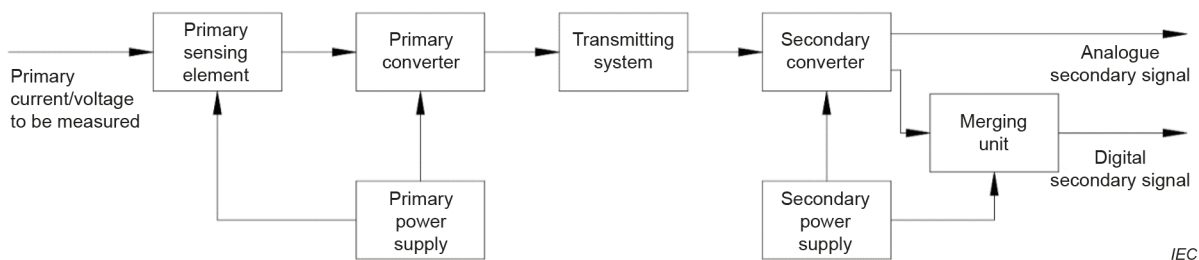 Primary
sensing
element
Primary
converter
Transmitting
system
Secondary
converter
Analogue
secondary signal
Primary
current/voltage
to be measured
Merging
unit
Digital
secondary signal
Primary
power
supply
Secondary
power
supply
IEC